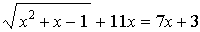 √(x² + x − 1) + 11x = 7x + 3